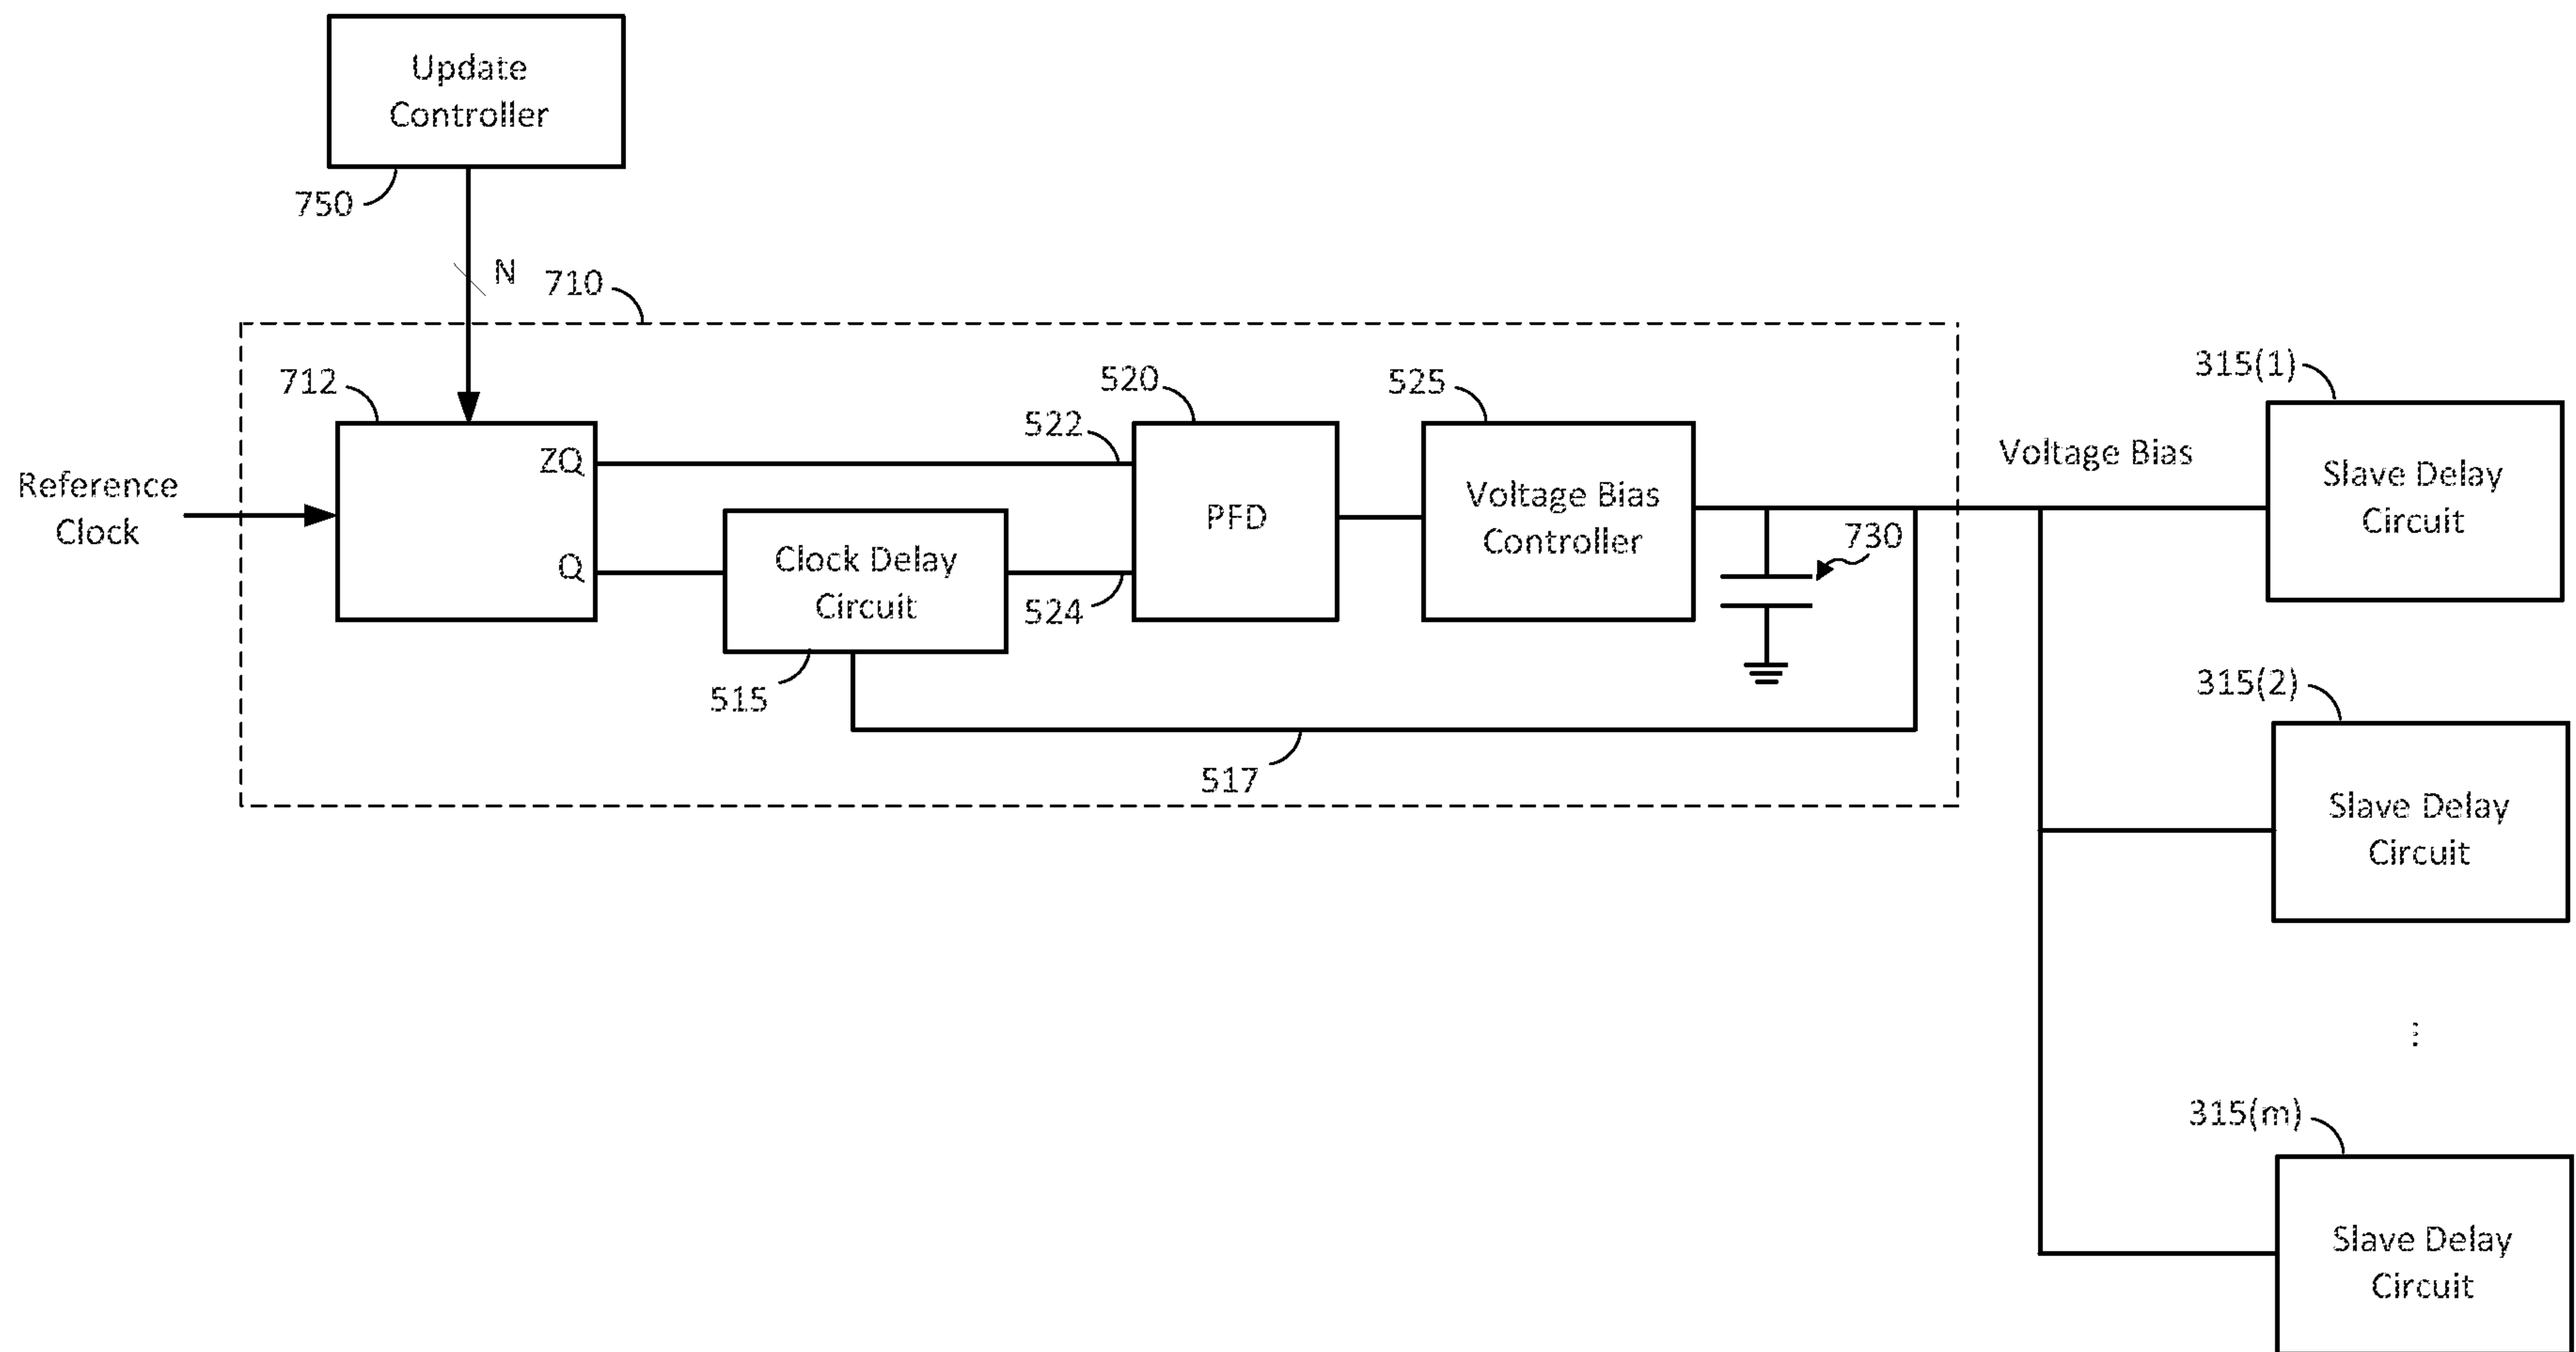 Update
Controller
750
N
710
712
ZQ
Q
Reference
Clock
522
520
525
PFD
Voltage Bias
Controller
Clock Delay
Circuit
524
515
517
730
Voltage Bias
315(1)
Slave Delay
Circuit
315(2)
Slave Delay
Circuit
⋮
315(m)
Slave Delay
Circuit